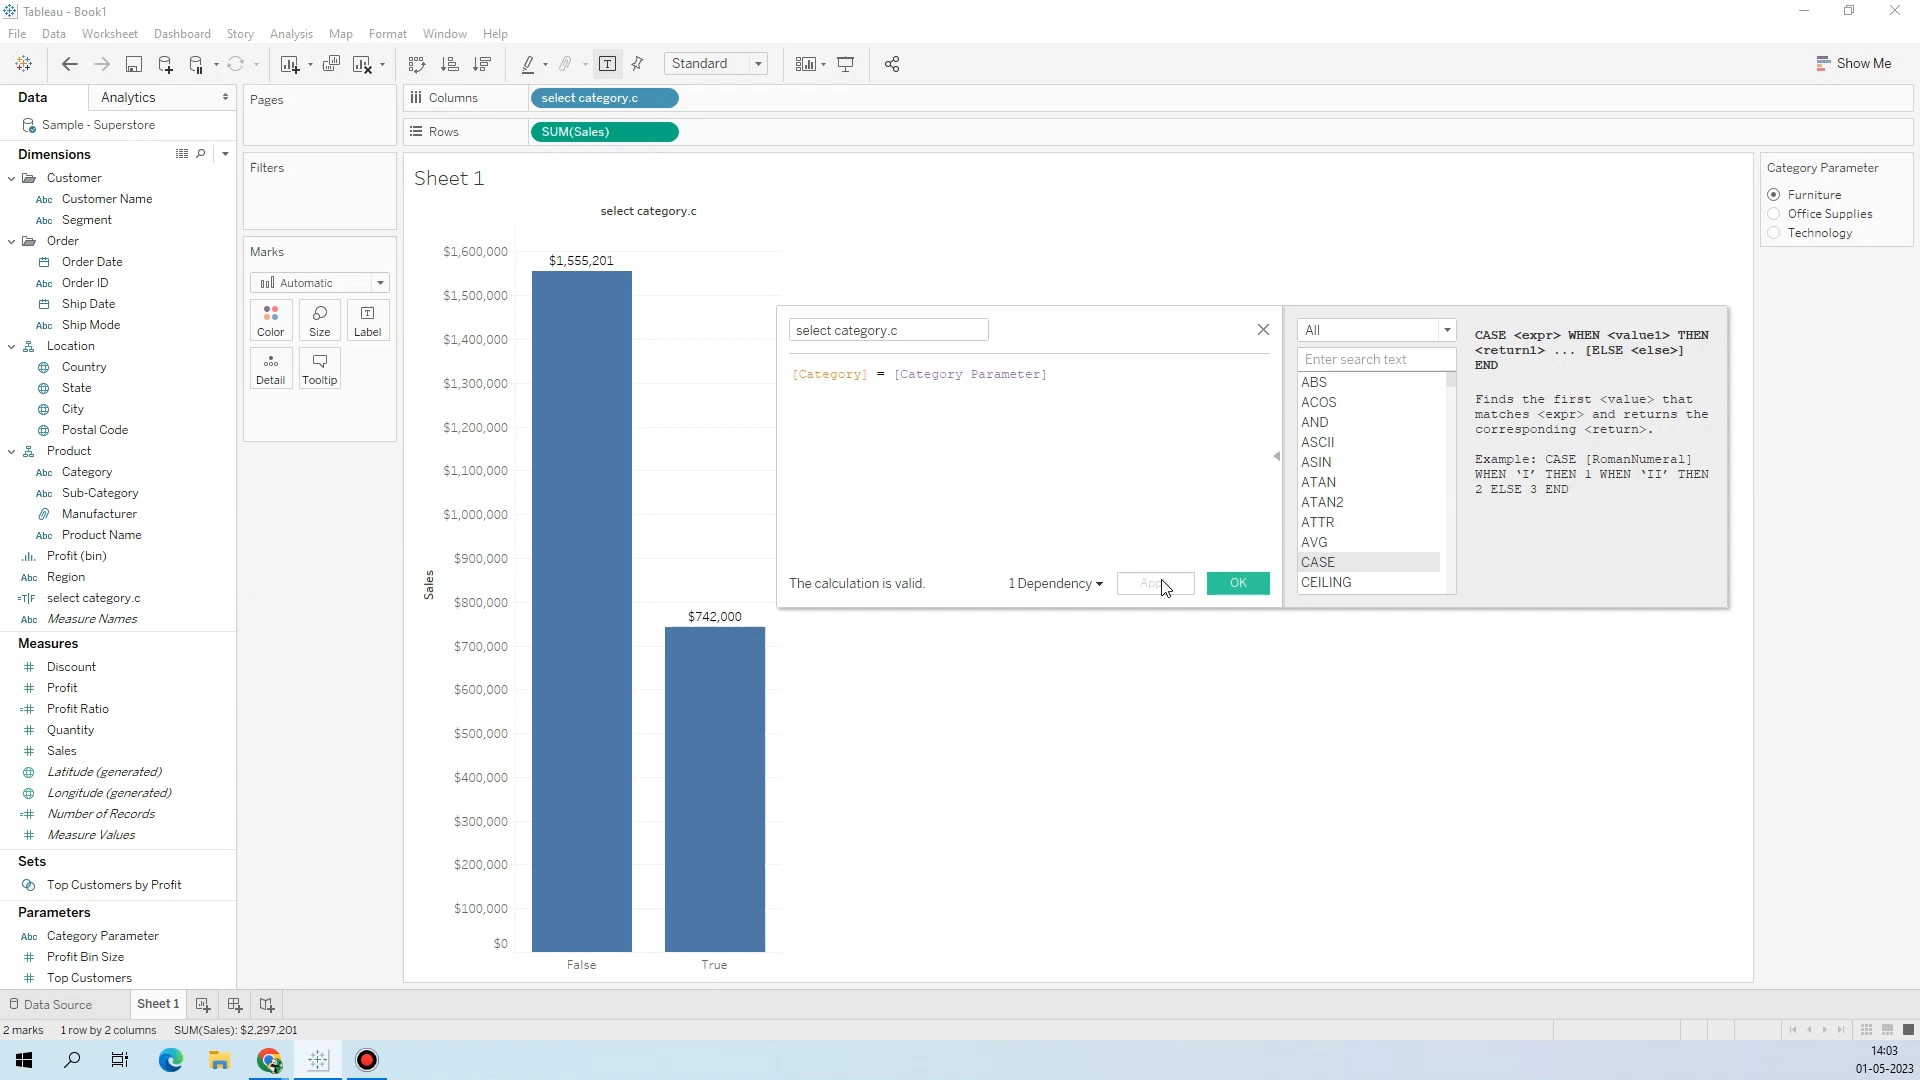 Tableau - Book1
File Data Worksheet Dashboard Story Analysis Map Format Window Help
Standard
Show Me
Data
Analytics
Sample - Superstore
Dimensions
Customer
Abc Customer Name
Abc Segment
Order
Order Date
Abc Order ID
Ship Date
Abc Ship Mode
Location
Country
State
City
Postal Code
Product
Abc Category
Abc Sub-Category
Manufacturer
Abc Product Name
Profit (bin)
Abc Region
=T|F select category.c
Abc Measure Names
Measures
# Discount
# Profit
=# Profit Ratio
# Quantity
# Sales
Latitude (generated)
Longitude (generated)
=# Number of Records
# Measure Values
Sets
Top Customers by Profit
Parameters
Abc Category Parameter
# Profit Bin Size
# Top Customers
Pages
Filters
Marks
Automatic
Color
Size
Label
Detail
Tooltip
Columns
select category.c
Rows
SUM(Sales)
Sheet 1
select category.c
$1,600,000
$1,500,000
$1,400,000
$1,300,000
$1,200,000
$1,100,000
$1,000,000
$900,000
$800,000
$700,000
$600,000
$500,000
$400,000
$300,000
$200,000
$100,000
$0
Sales
$1,555,201
$742,000
False
True
select category.c
[Category] = [Category Parameter]
The calculation is valid.
1 Dependency
OK
All
Enter search text
ABS
ACOS
AND
ASCII
ASIN
ATAN
ATAN2
ATTR
AVG
CASE
CEILING
CASE <expr> WHEN <value1> THEN
<return1> ... [ELSE <else>]
END
Finds the first <value> that
matches <expr> and returns the
corresponding <return>.
Example: CASE [RomanNumeral]
WHEN ‘I’ THEN 1 WHEN ‘II’ THEN
2 ELSE 3 END
Category Parameter
Furniture
Office Supplies
Technology
Data Source
Sheet 1
2 marks 1 row by 2 columns SUM(Sales): $2,297,201
14:03
01-05-2023